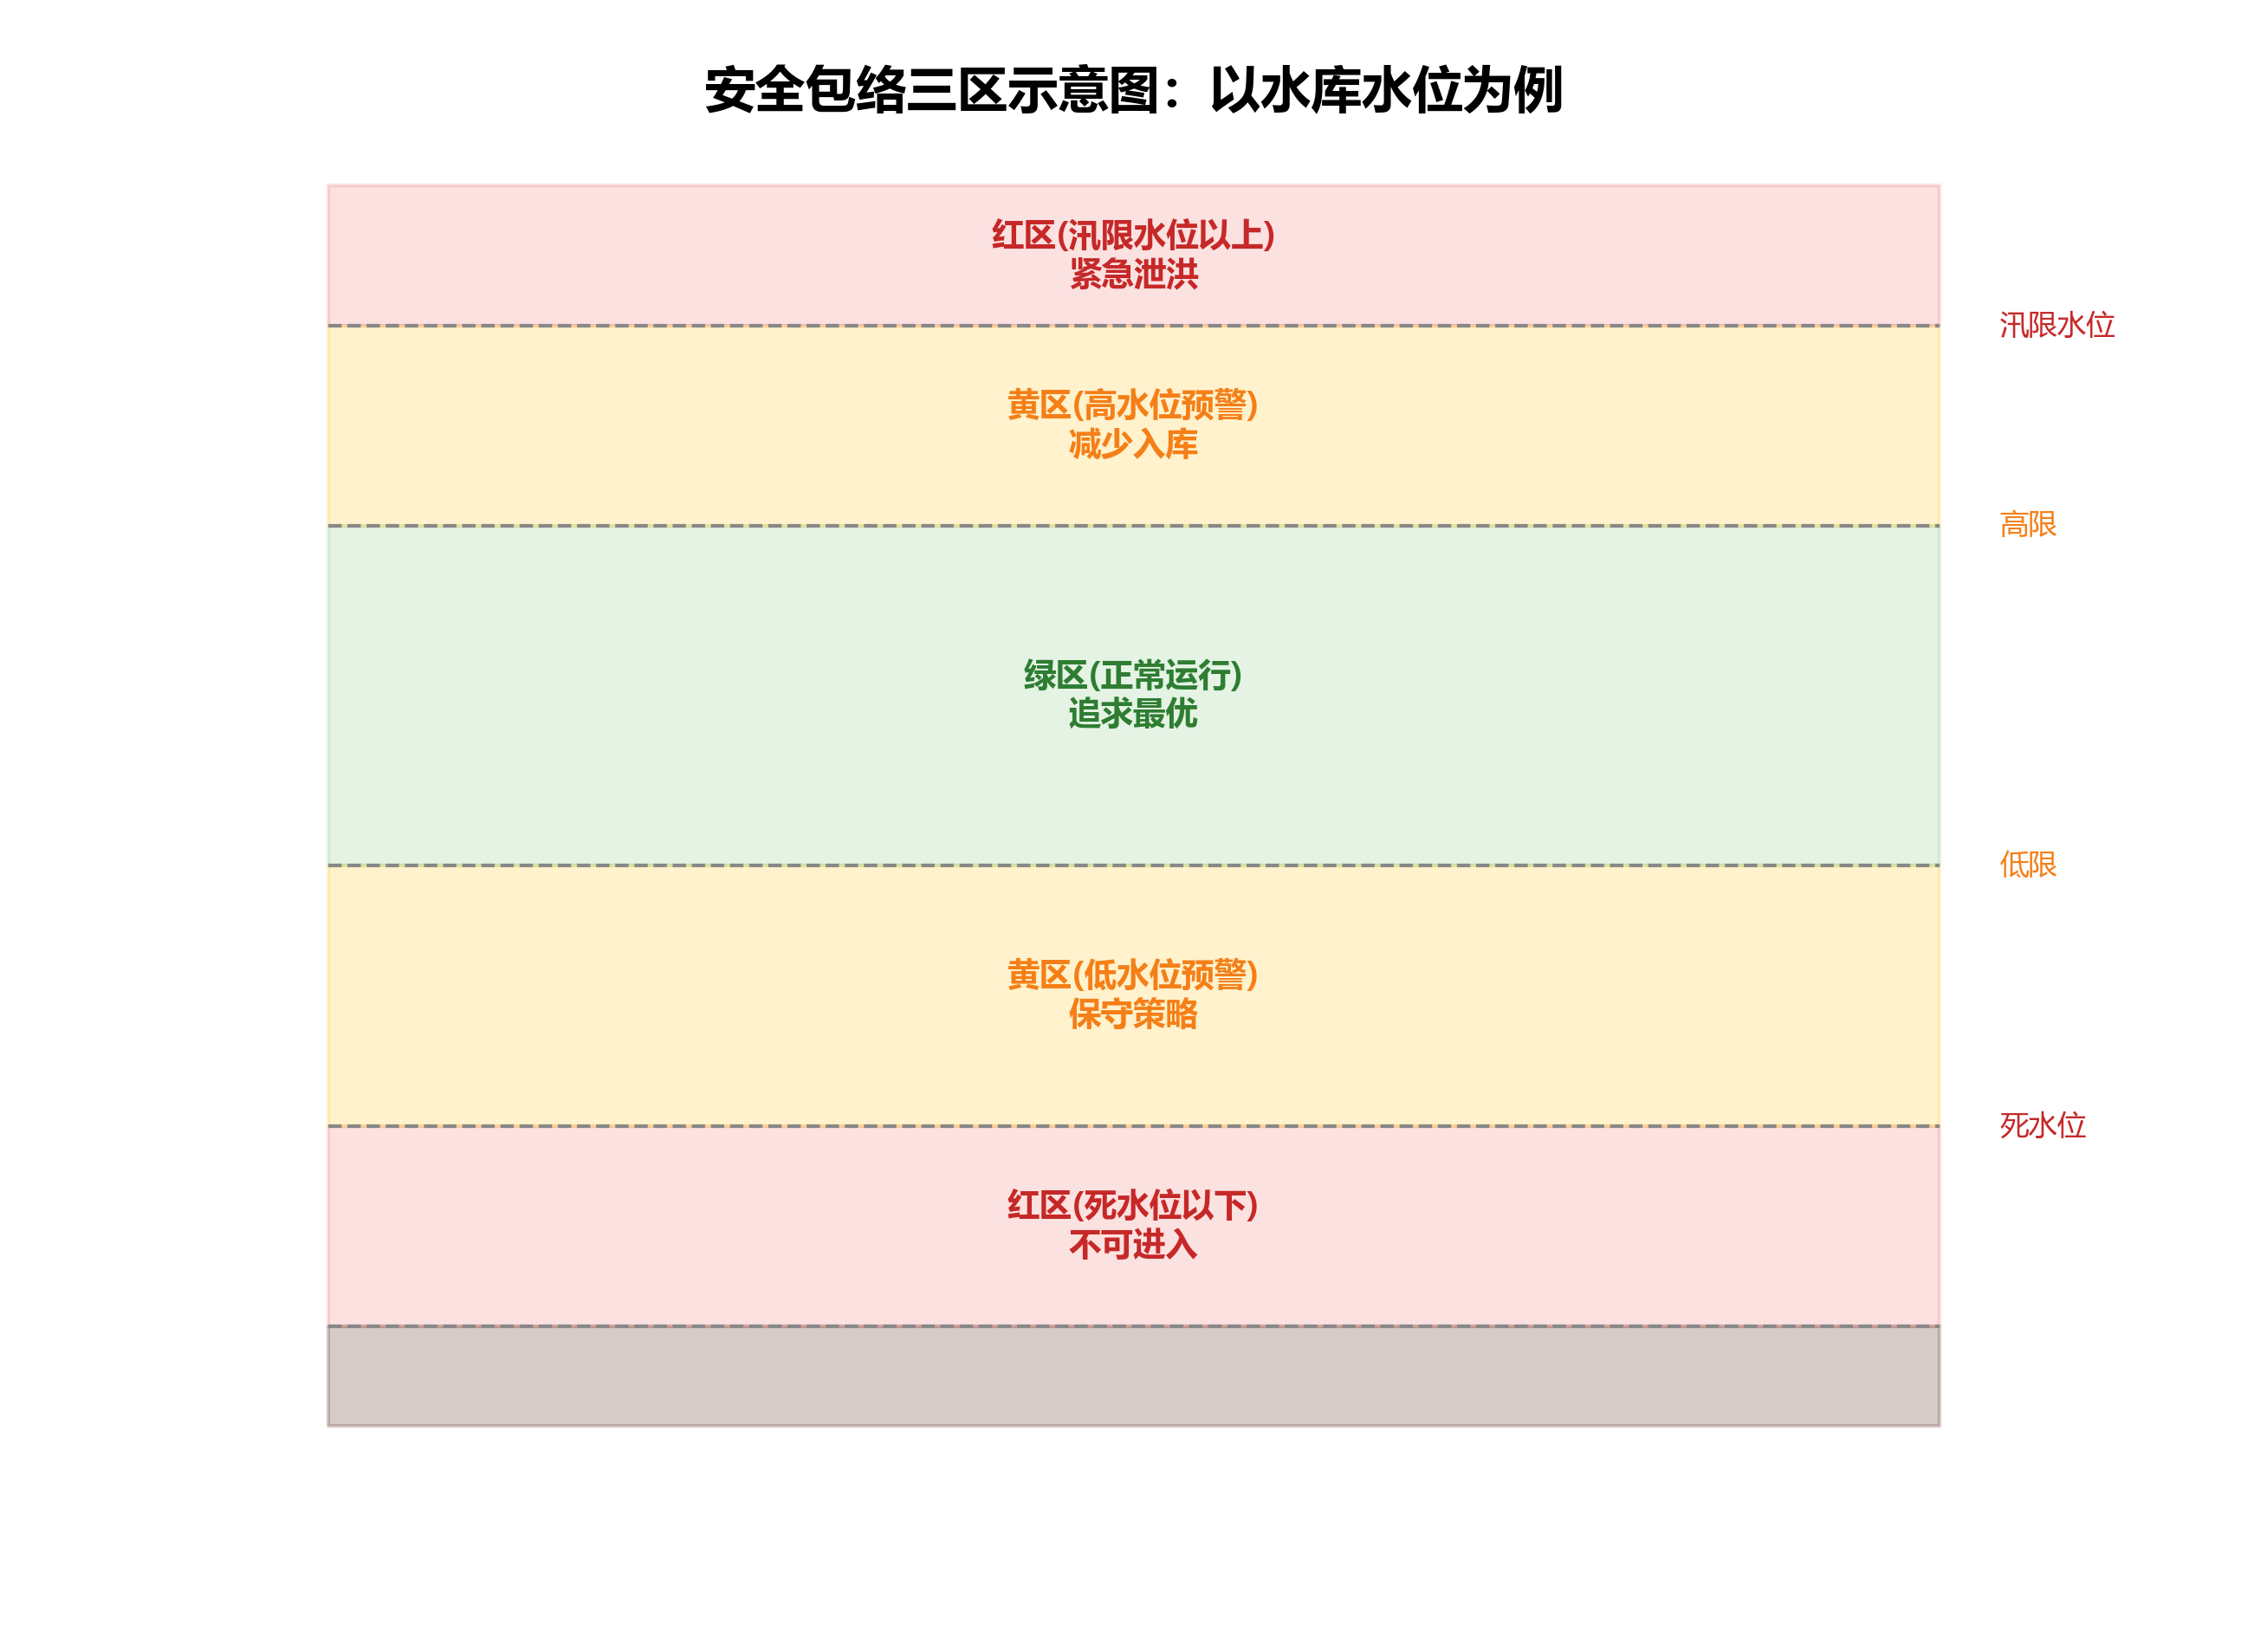 安全包络三区示意图：以水库水位为例
红区(汛限水位以上)
紧急泄洪
汛限水位
黄区(高水位预警)
减少入库
高限
绿区(正常运行)
追求最优
低限
黄区(低水位预警)
保守策略
死水位
红区(死水位以下)
不可进入